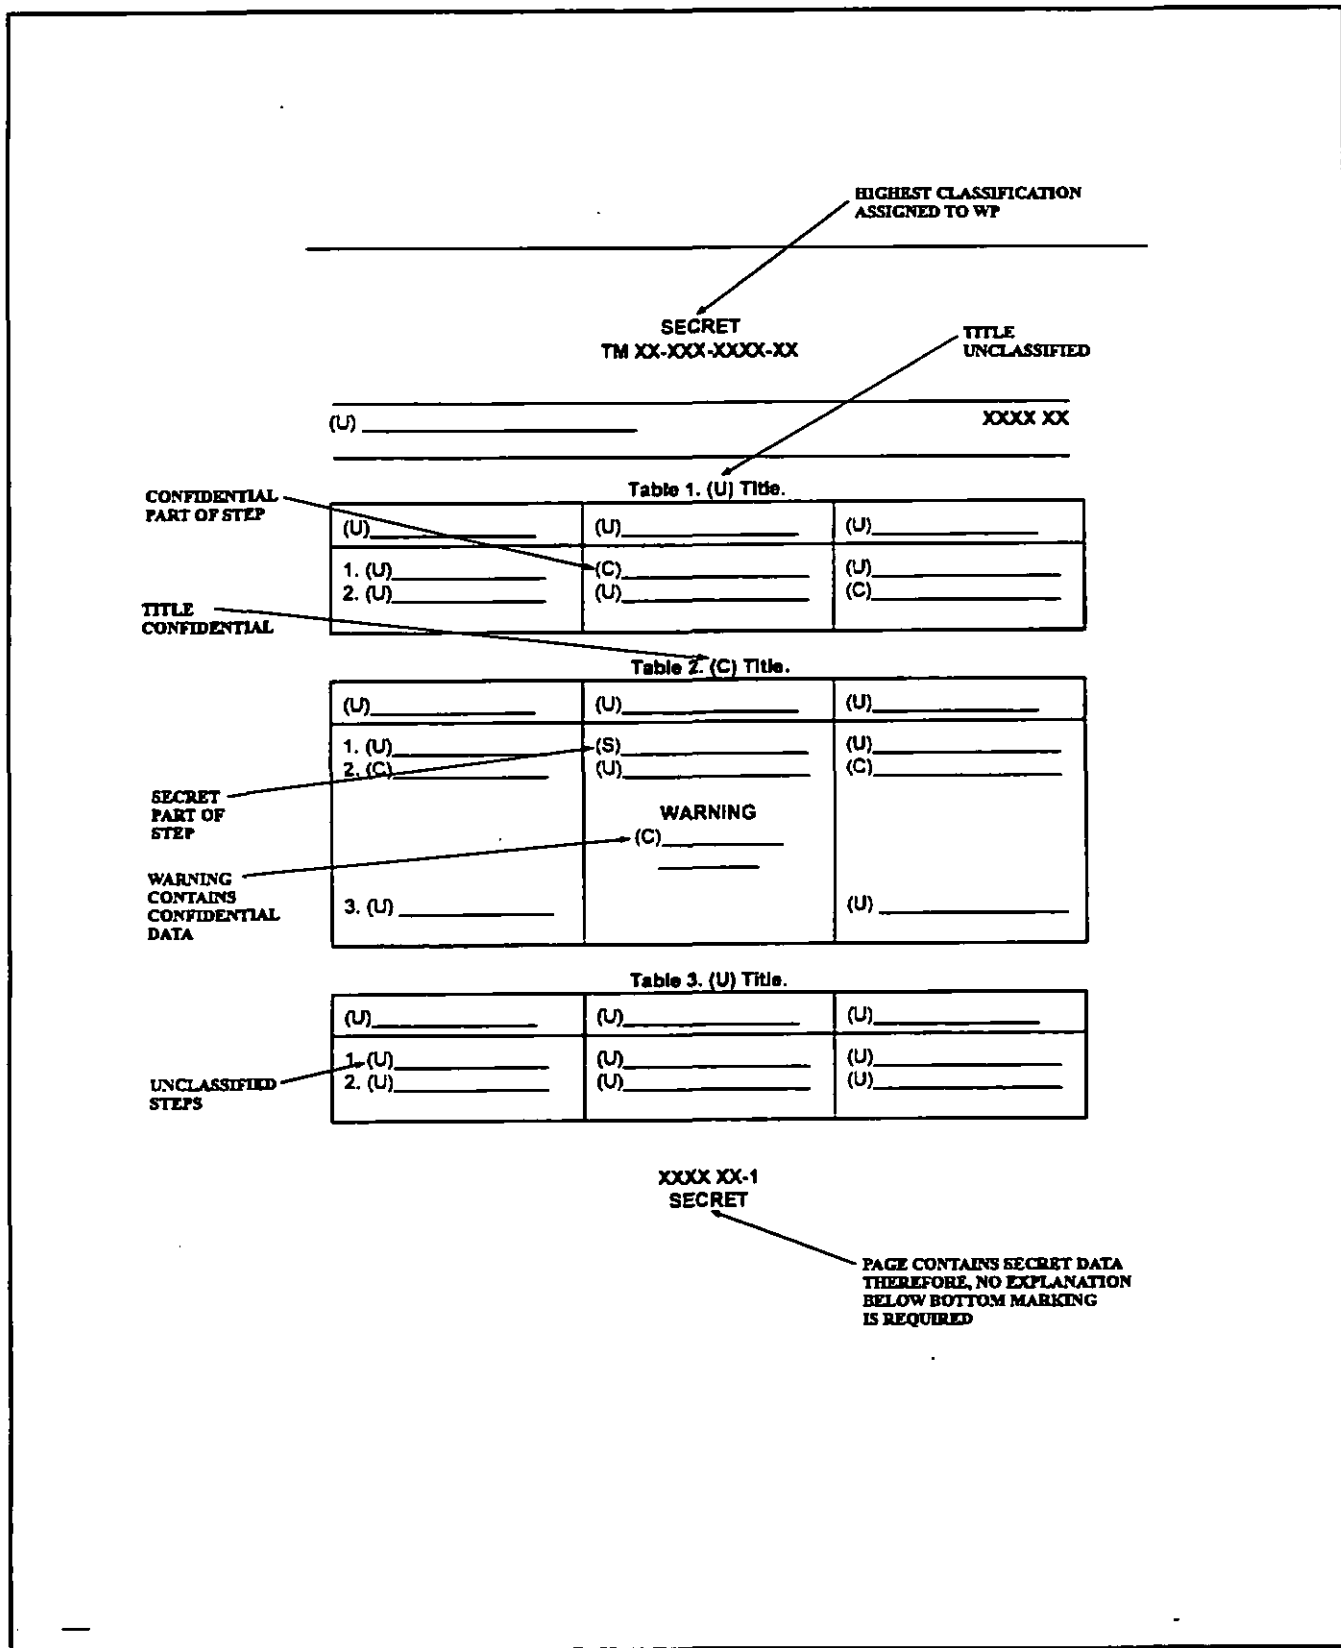 HIGHEST CLASSIFICATION
ASSIGNED TO WP
SECRET
TM XX-XXX-XXXX-XX
TITLE
UNCLASSIFIED
(U) XXXX XX
Table 1. (U) Title.
CONFIDENTIAL
PART OF STEP
(U) (U) (U)
1. (U) (C) (U)
2. (U) (U) (C)
TITLE
CONFIDENTIAL
Table 2. (C) Title.
(U) (U) (U)
1. (U) (S) (U)
2. (C) (U) (C)
SECRET
PART OF
STEP
WARNING
(C)
WARNING
CONTAINS
CONFIDENTIAL
DATA
3. (U) (U)
Table 3. (U) Title.
(U) (U) (U)
1. (U) (U) (U)
2. (U) (U) (U)
UNCLASSIFIED
STEPS
XXXX XX-1
SECRET
PAGE CONTAINS SECRET DATA
THEREFORE, NO EXPLANATION
BELOW BOTTOM MARKING
IS REQUIRED